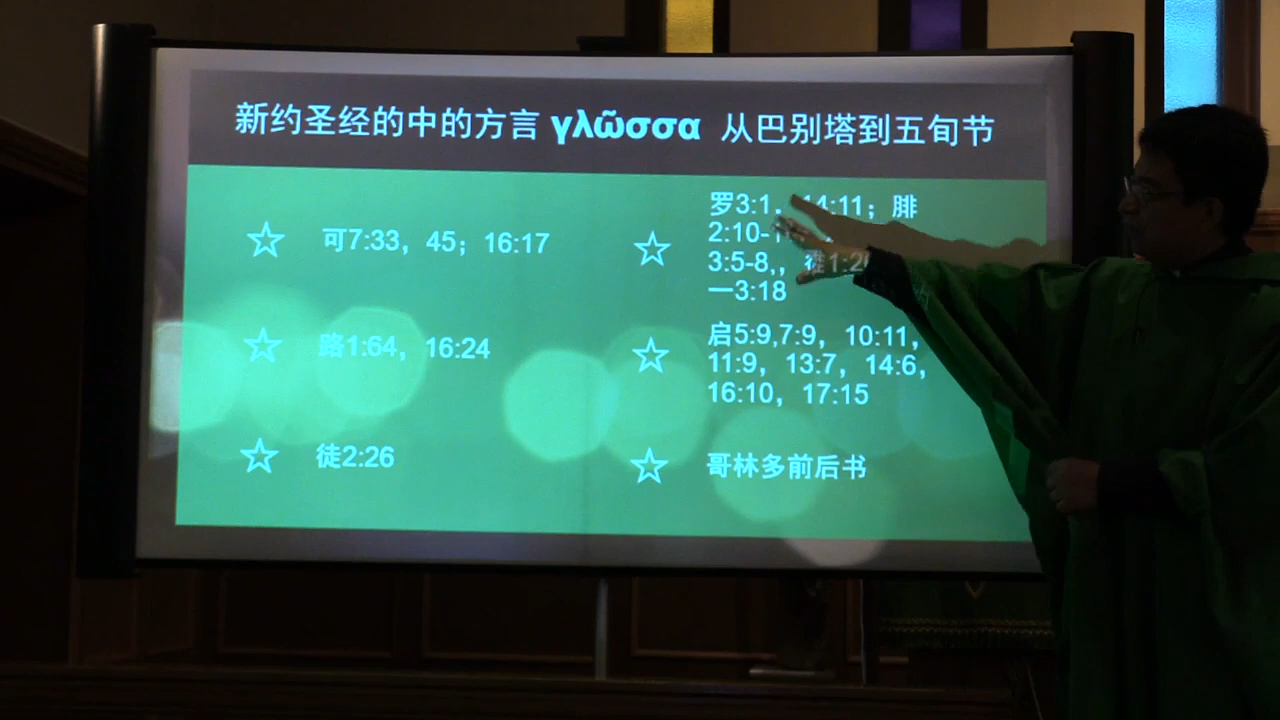 新约圣经的中的方言 γλῶσσα 从巴别塔到五旬节
可7:33，45；16:17
路1:64，16:24
徒2:26
罗3:1 14:11；腓
2:10-
3:5-8,，
一3:18
启5:9,7:9，10:11，
11:9，13:7，14:6，
16:10，17:15
哥林多前后书